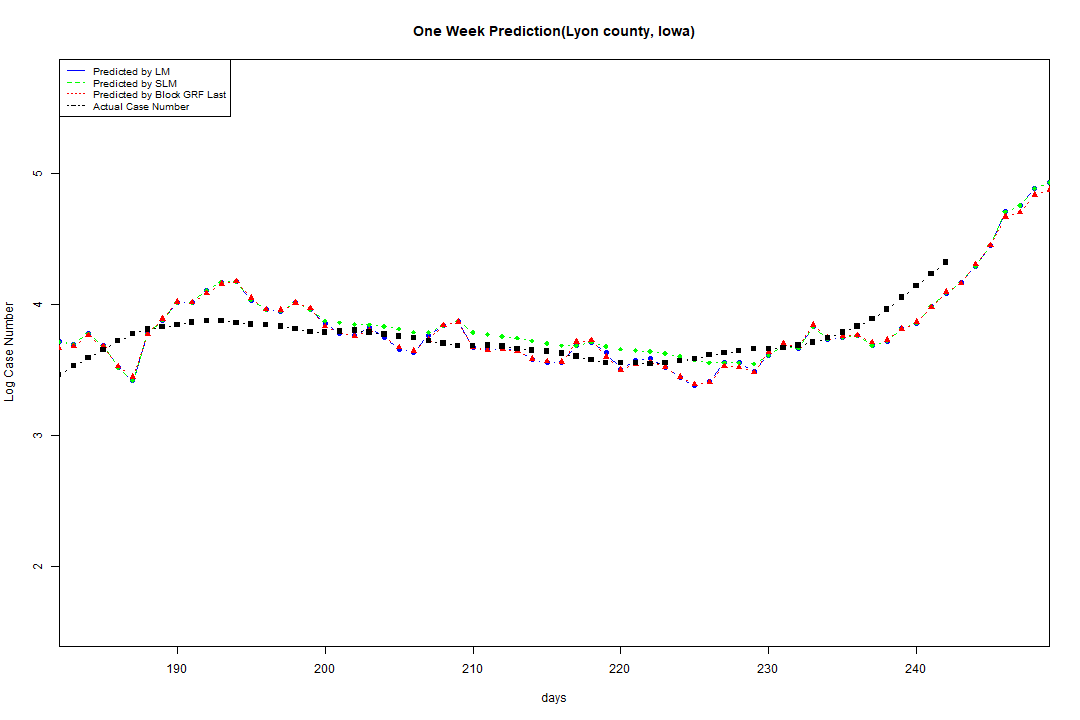 One Week Prediction(Lyon county, Iowa)
Predicted by LM
Predicted by SLM
Predicted by Block GRF Last
Actual Case Number
Log Case Number
5
4
3
2
190 200 210 220 230 240
days